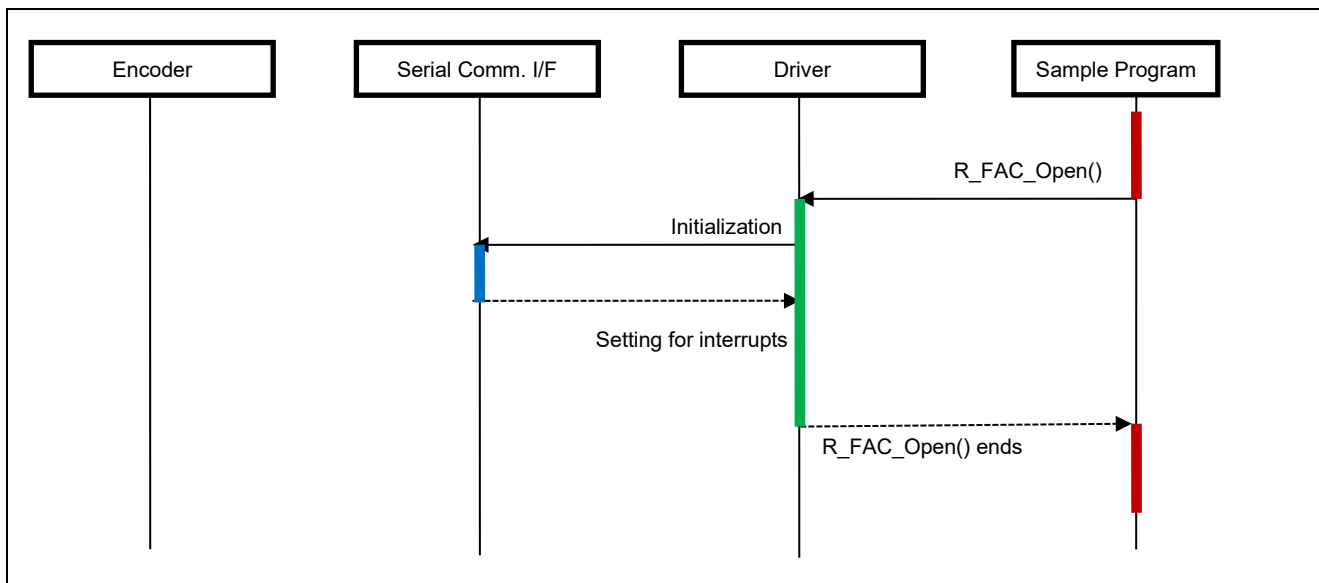 Encoder
Serial Comm. I/F
Driver
Sample Program
R_FAC_Open()
Initialization
Setting for interrupts
R_FAC_Open() ends